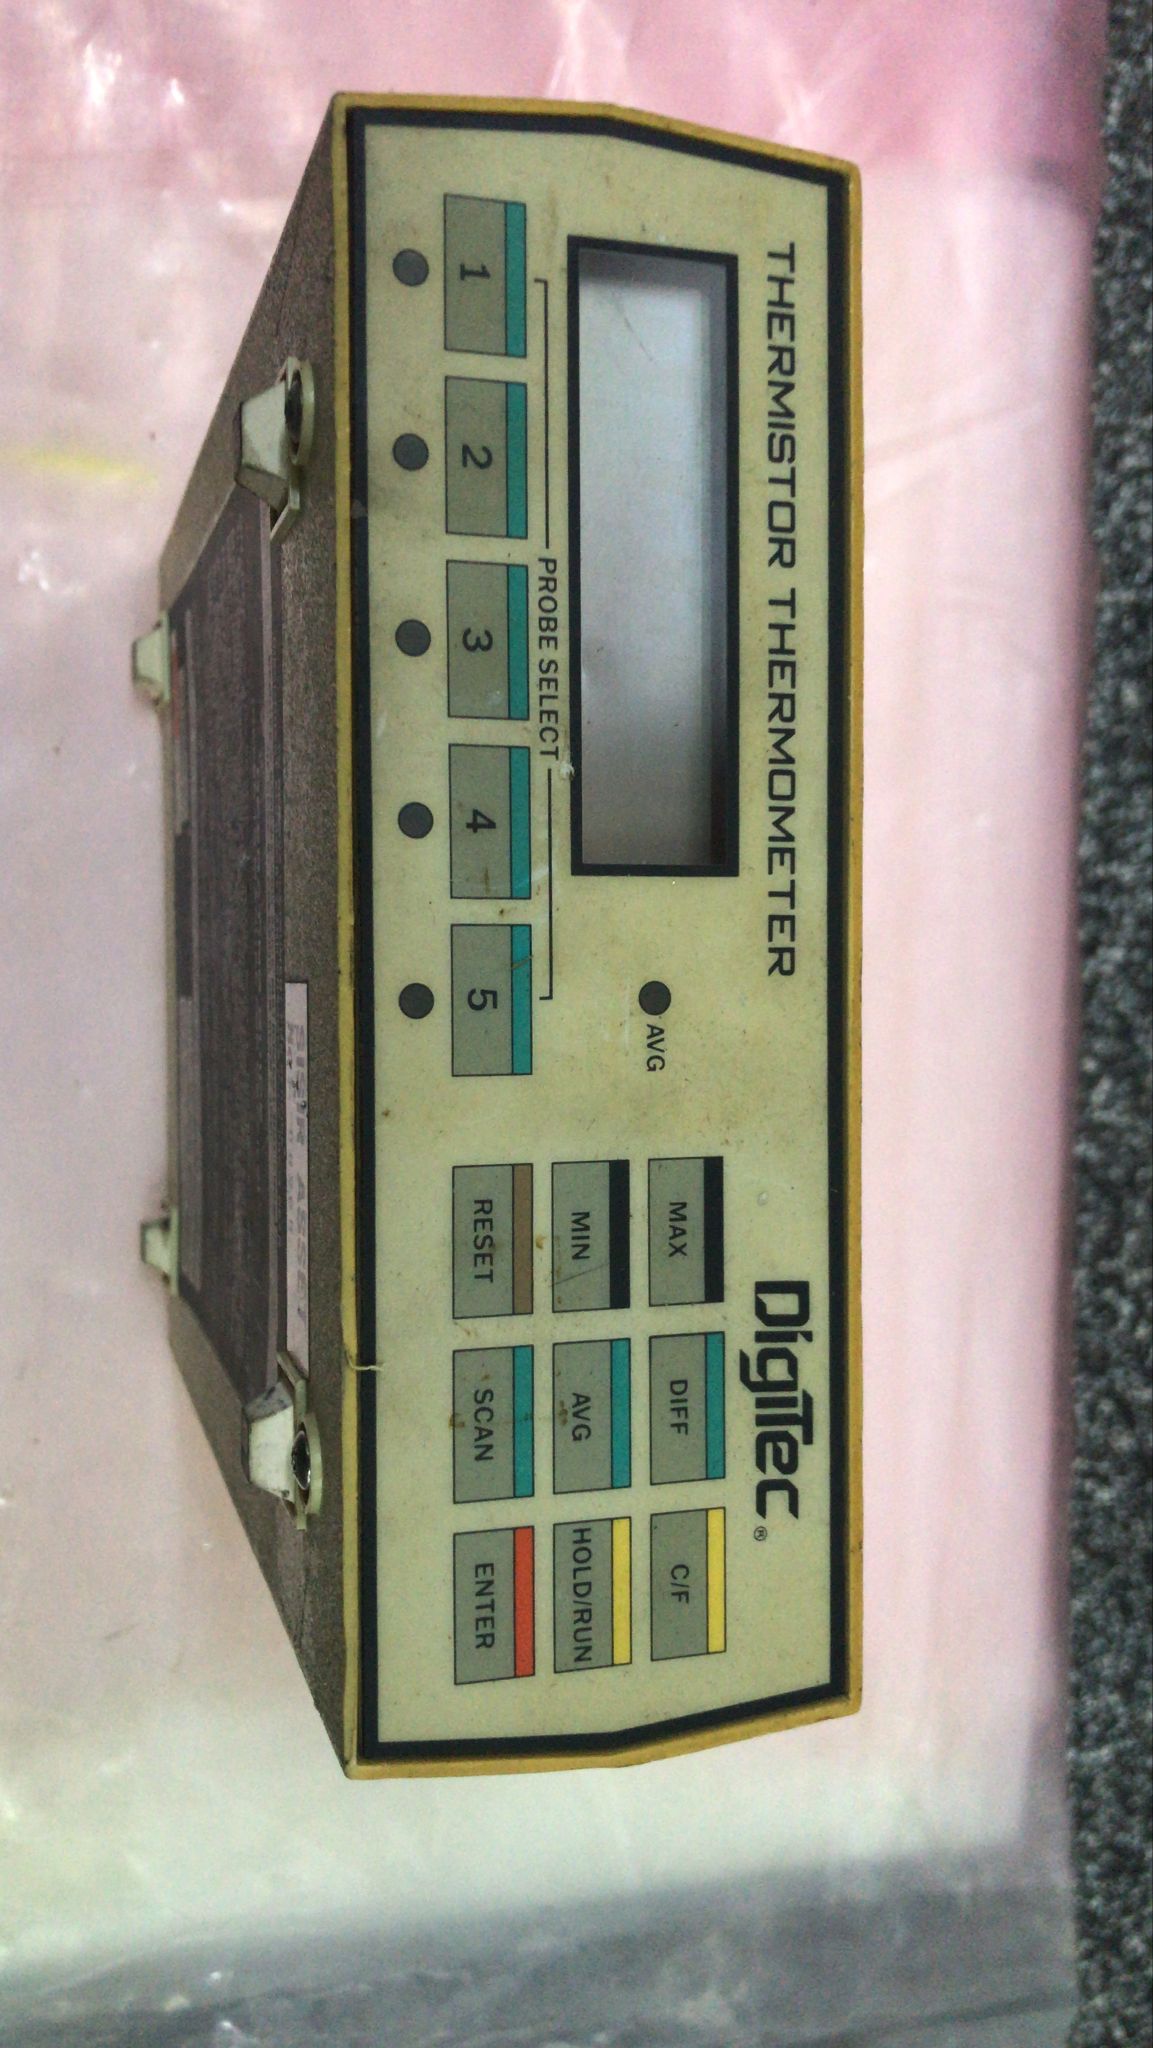 THERMISTOR THERMOMETER
DigiTec®
AVG
PROBE SELECT
1 2 3 4 5
MAX DIFF C/F
MIN AVG HOLD/RUN
RESET SCAN ENTER